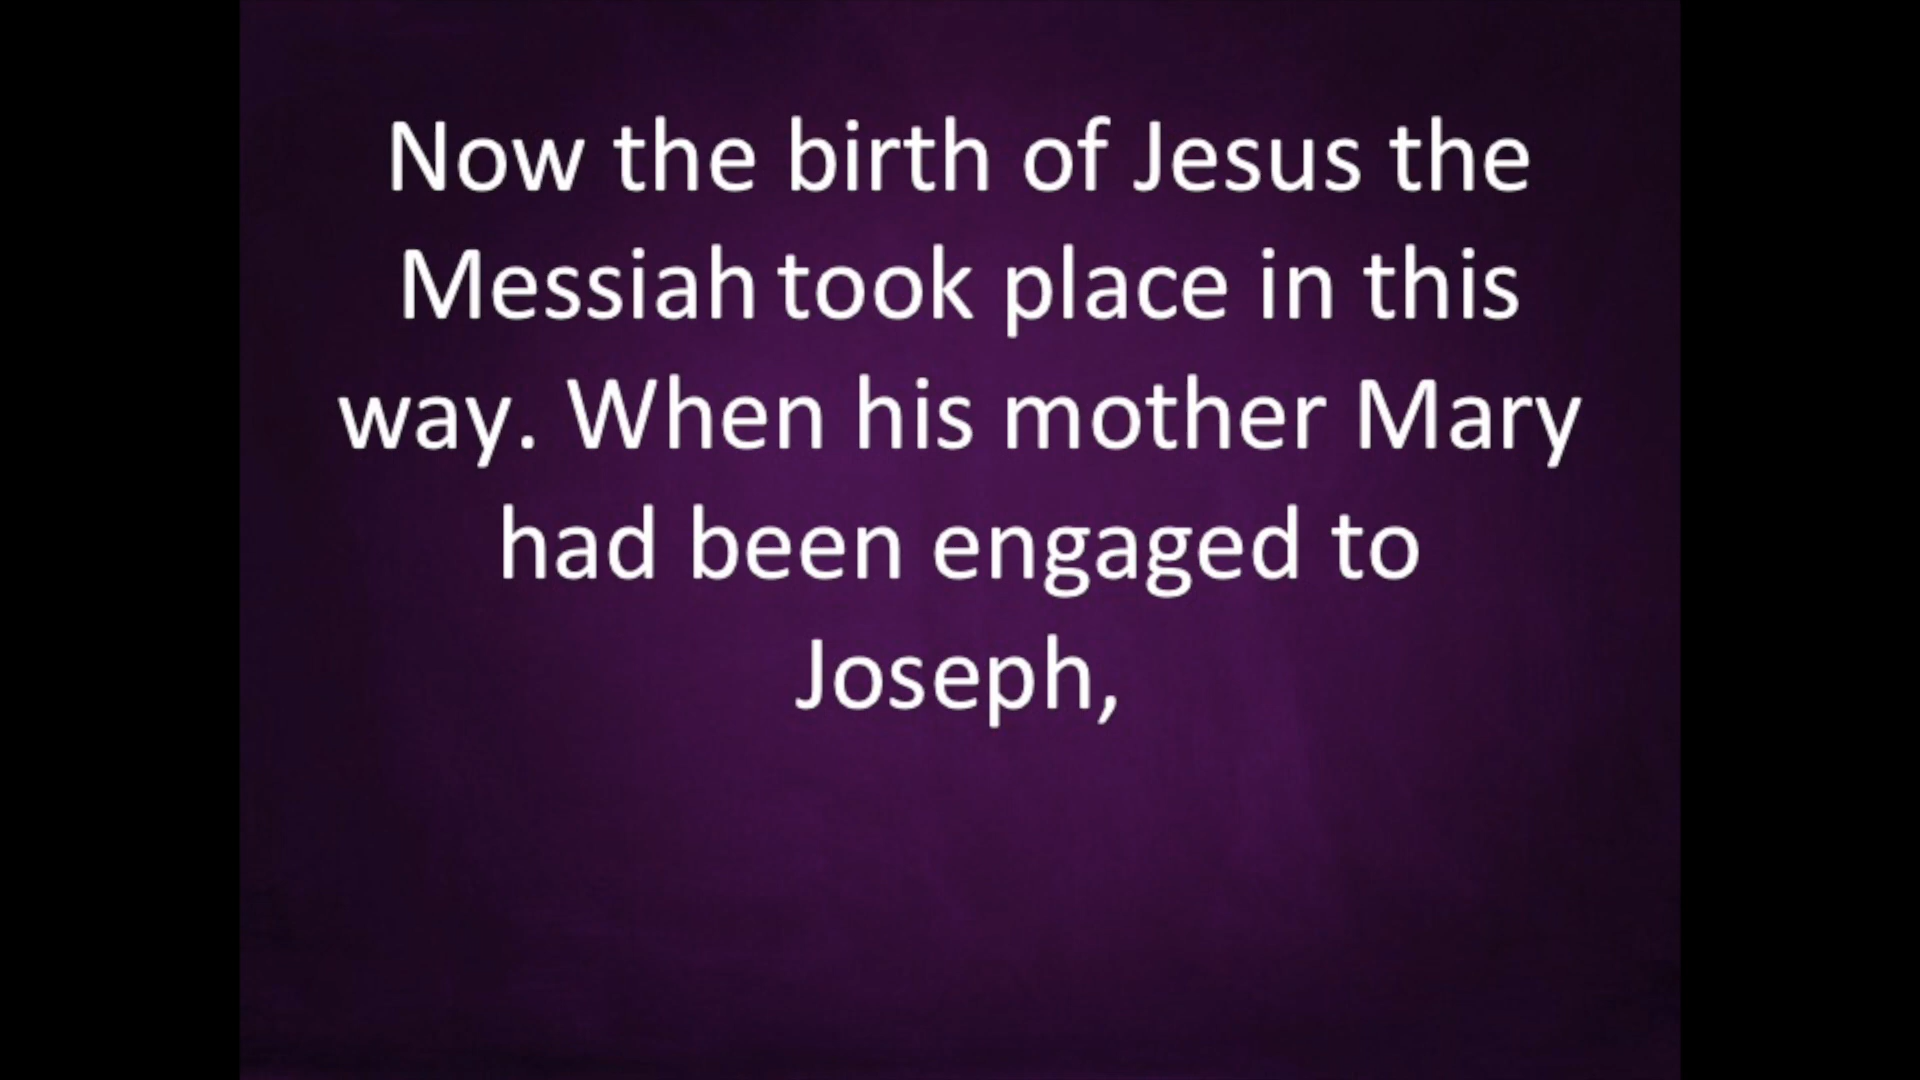 Now the birth of Jesus the
Messiah took place in this
way. When his mother Mary
had been engaged to
Joseph,